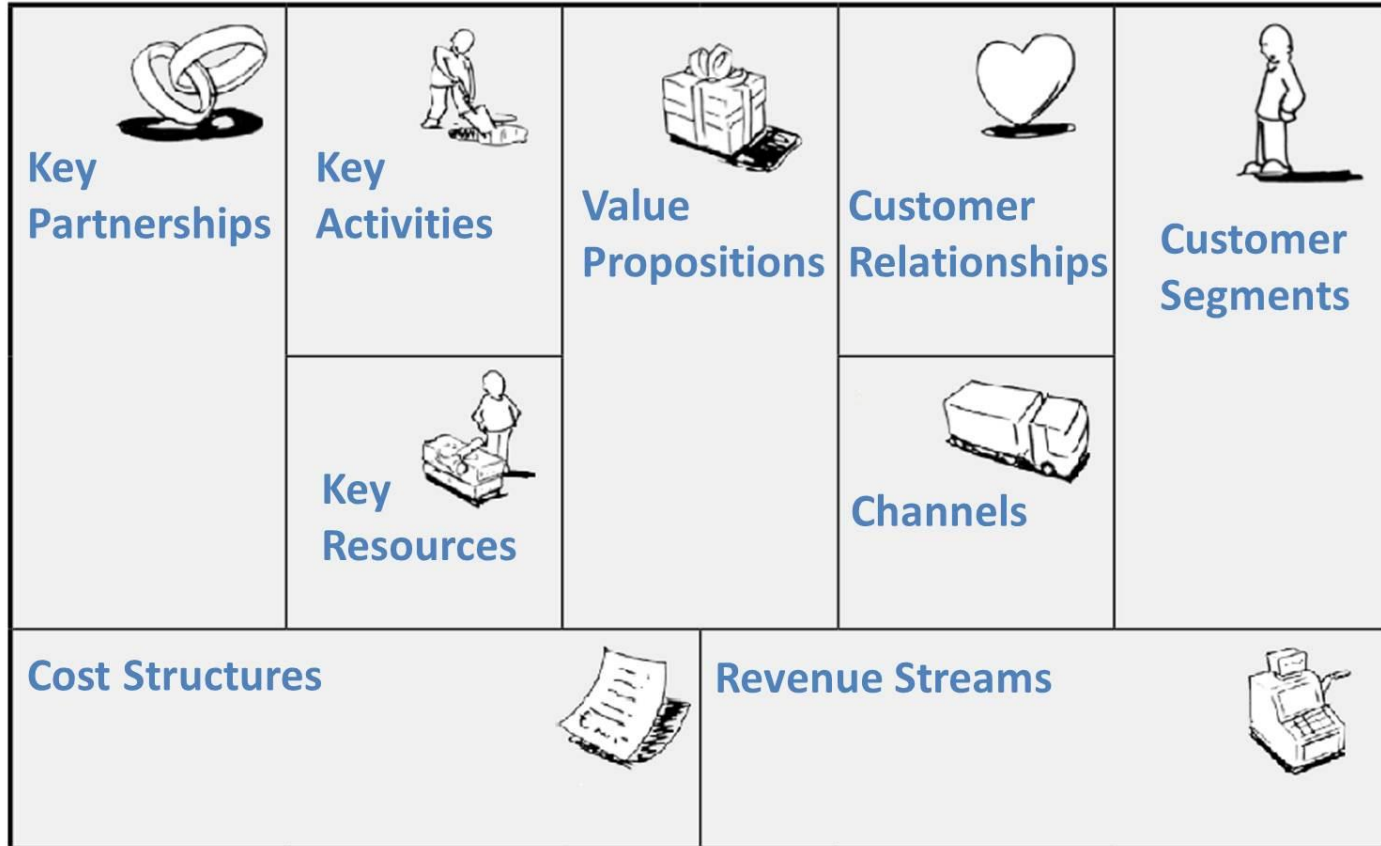 Key
Partnerships
Key
Activities
Key
Resources
Value
Propositions
Customer
Relationships
Channels
Customer
Segments
Cost Structures
Revenue Streams